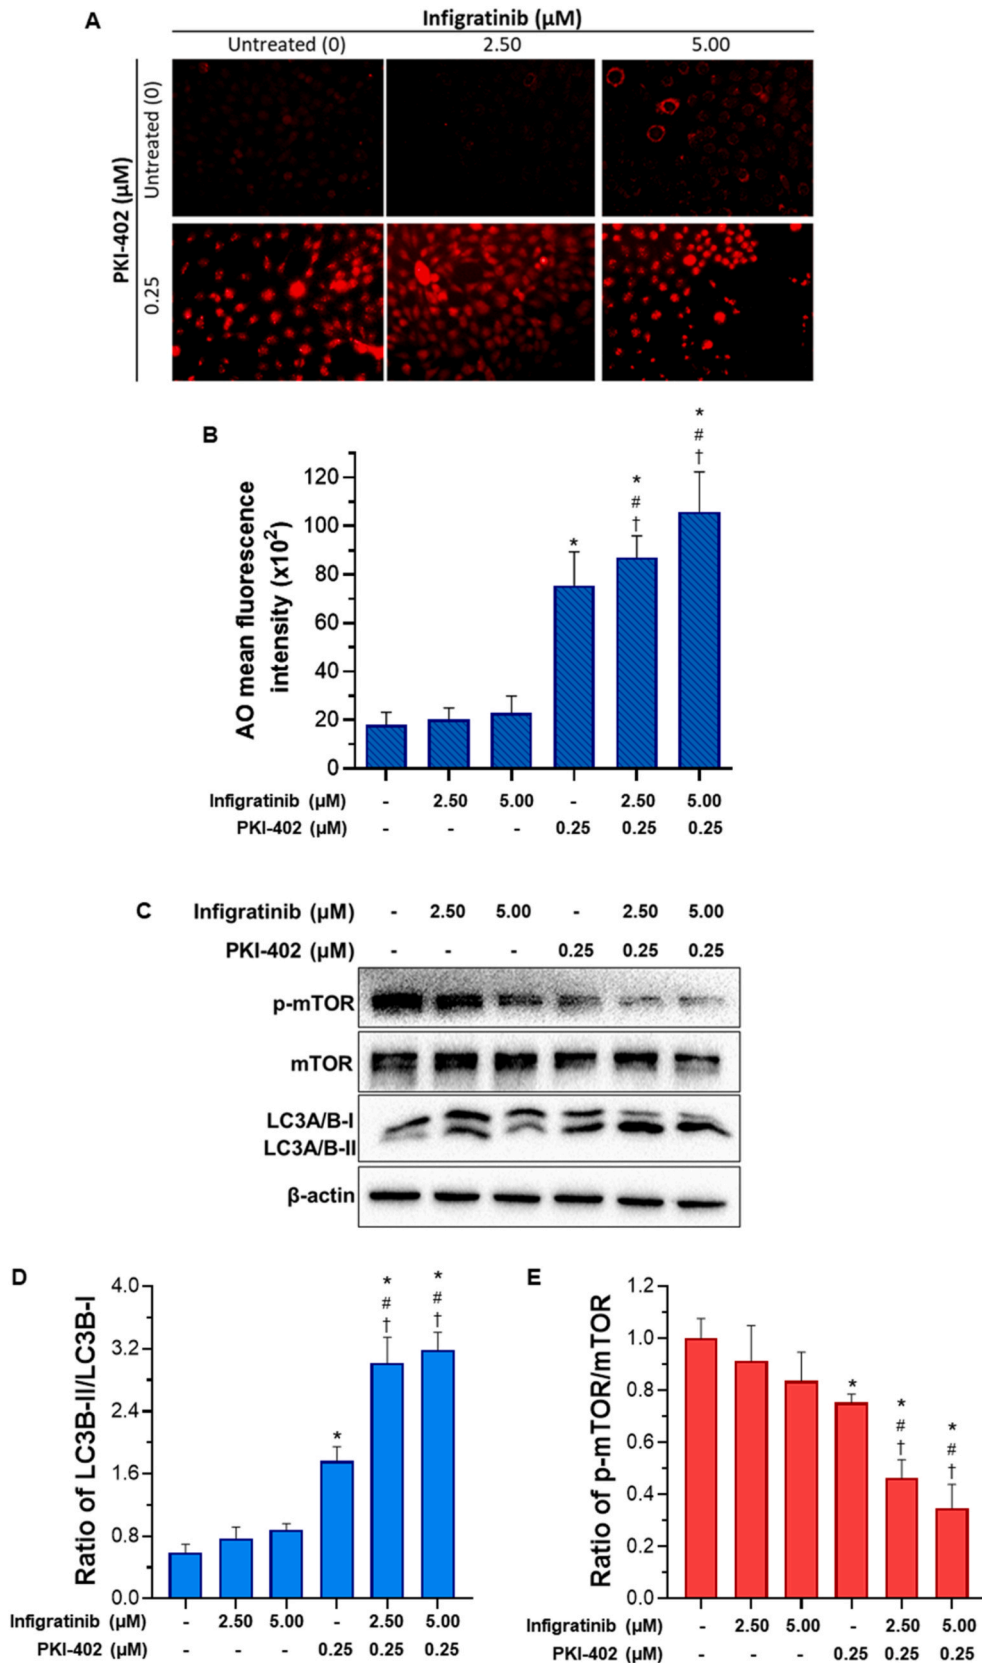 A
Infigratinib (µM)
Untreated (0) 2.50 5.00
PKI-402 (µM)
Untreated (0)
0.25
B
AO mean fluorescence
intensity (x10²)
120
100
80
60
40
20
0
*
*
#
†
*
#
†
Infigratinib (µM) - 2.50 5.00 - 2.50 5.00
PKI-402 (µM) - - - 0.25 0.25 0.25
C
Infigratinib (µM) - 2.50 5.00 - 2.50 5.00
PKI-402 (µM) - - - 0.25 0.25 0.25
p-mTOR
mTOR
LC3A/B-I
LC3A/B-II
β-actin
D
Ratio of LC3B-II/LC3B-I
4.0
3.2
2.4
1.6
0.8
0.0
*
*
#
†
*
#
†
Infigratinib (µM) - 2.50 5.00 - 2.50 5.00
PKI-402 (µM) - - - 0.25 0.25 0.25
E
Ratio of p-mTOR/mTOR
1.2
1.0
0.8
0.6
0.4
0.2
0.0
*
*
#
†
*
#
†
Infigratinib (µM) - 2.50 5.00 - 2.50 5.00
PKI-402 (µM) - - - 0.25 0.25 0.25